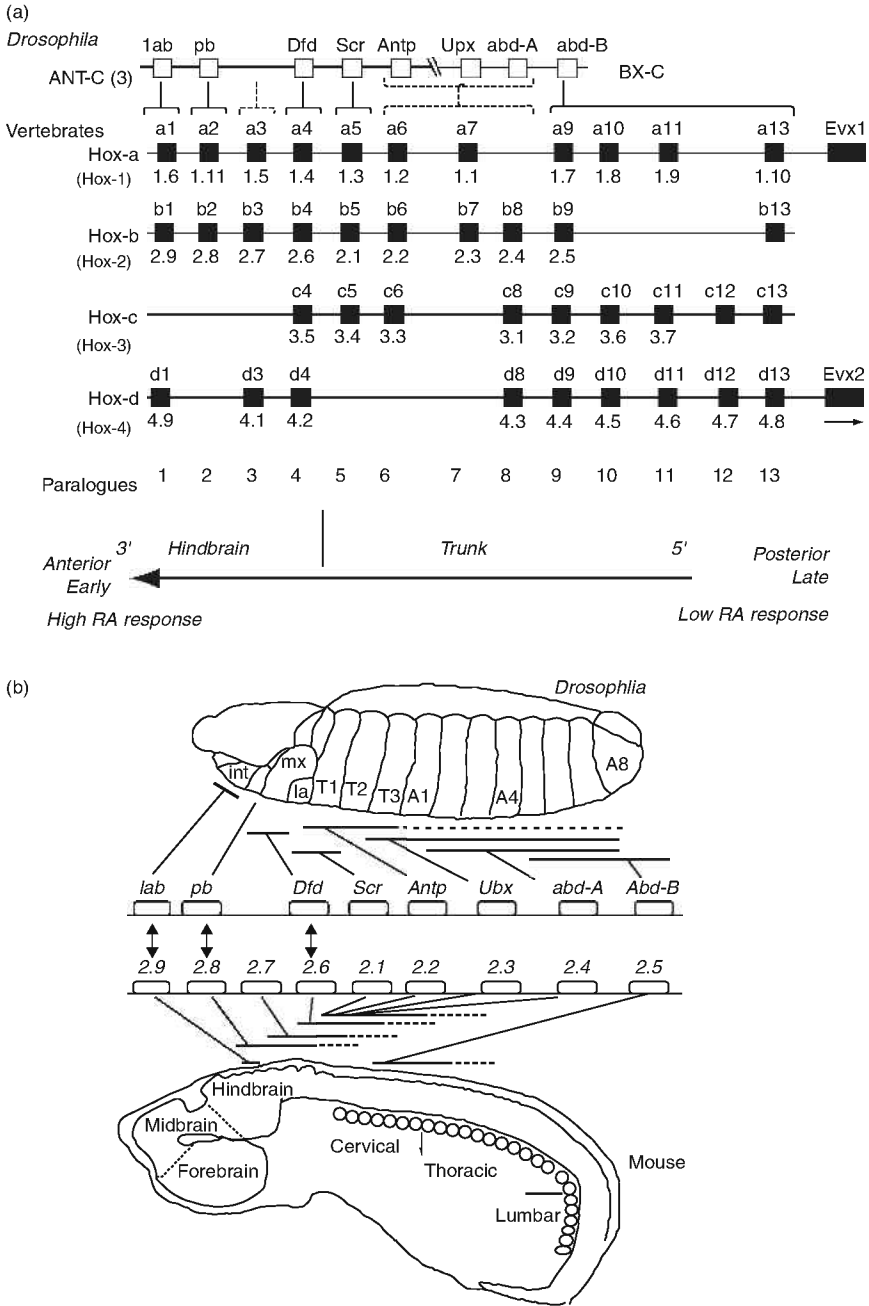 (a)
Drosophila
1ab pb Dfd Scr Antp Upx abd-A abd-B
ANT-C (3) BX-C
Vertebrates a1 a2 a3 a4 a5 a6 a7 a9 a10 a11 a13 Evx1
Hox-a
(Hox-1) 1.6 1.11 1.5 1.4 1.3 1.2 1.1 1.7 1.8 1.9 1.10
b1 b2 b3 b4 b5 b6 b7 b8 b9 b13
Hox-b
(Hox-2) 2.9 2.8 2.7 2.6 2.1 2.2 2.3 2.4 2.5
c4 c5 c6 c8 c9 c10 c11 c12 c13
Hox-c
(Hox-3) 3.5 3.4 3.3 3.1 3.2 3.6 3.7
d1 d3 d4 d8 d9 d10 d11 d12 d13 Evx2
Hox-d
(Hox-4) 4.9 4.1 4.2 4.3 4.4 4.5 4.6 4.7 4.8
Paralogues 1 2 3 4 5 6 7 8 9 10 11 12 13
3' Hindbrain Trunk 5'
Anterior Posterior
Early Late
High RA response Low RA response
(b)
Drosophlia
int mx la T1 T2 T3 A1 A4 A8
lab pb Dfd Scr Antp Ubx abd-A Abd-B
2.9 2.8 2.7 2.6 2.1 2.2 2.3 2.4 2.5
Hindbrain
Midbrain
Forebrain
Cervical
Thoracic
Mouse
Lumbar